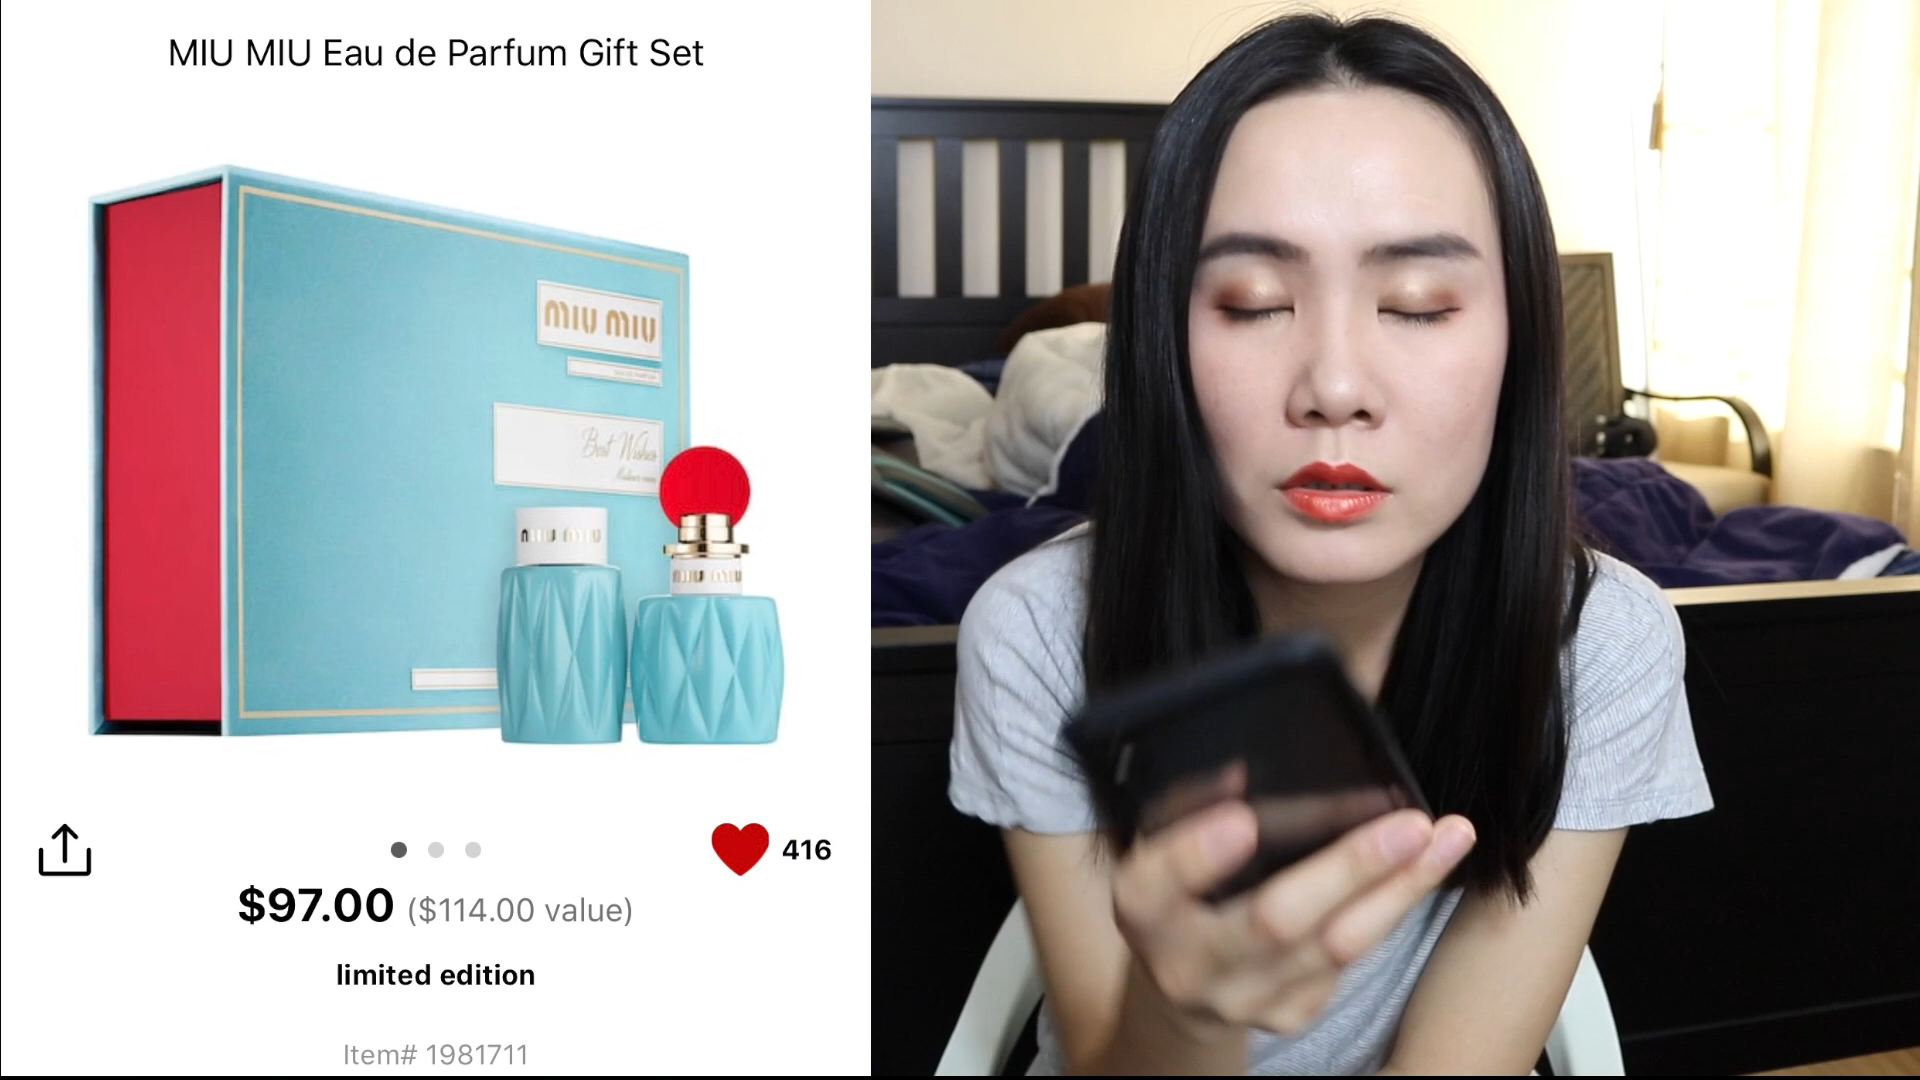 MIU MIU Eau de Parfum Gift Set
MIU MIU
Best Wishes
MIU MIU
MIU MIU
416
$97.00 ($114.00 value)
limited edition
Item# 1981711